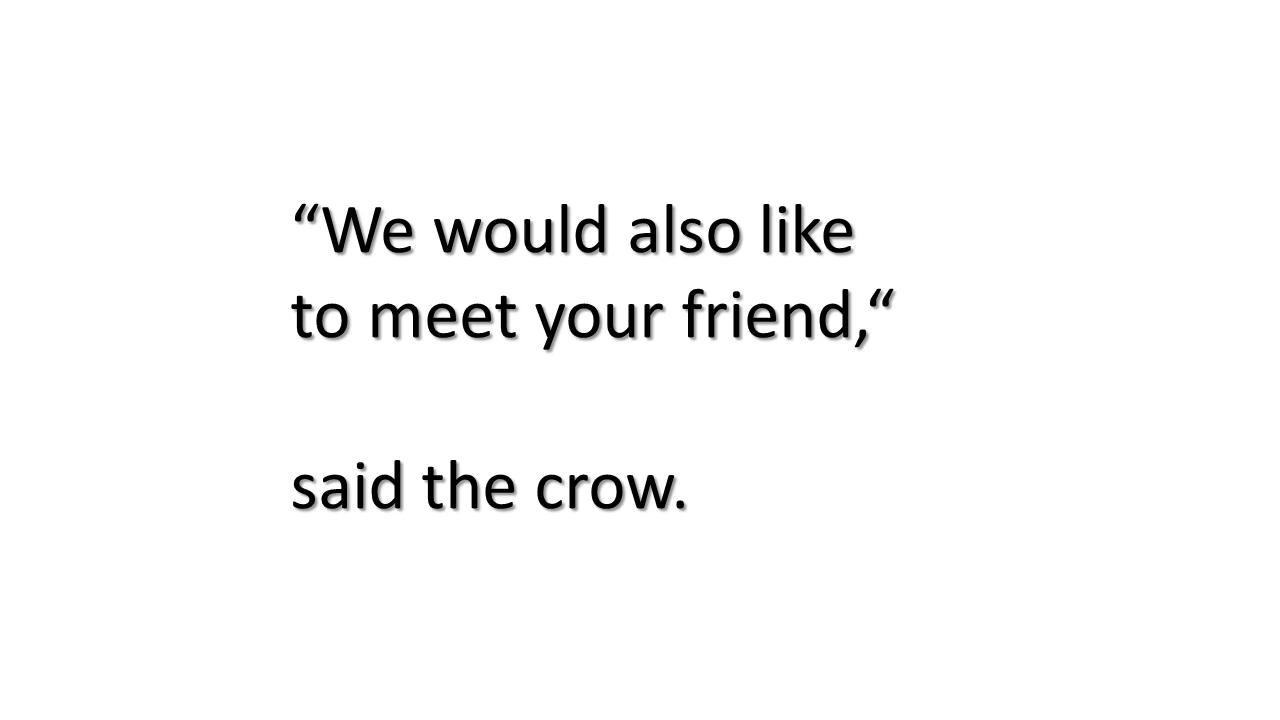 “We would also like
to meet your friend,“
said the crow.